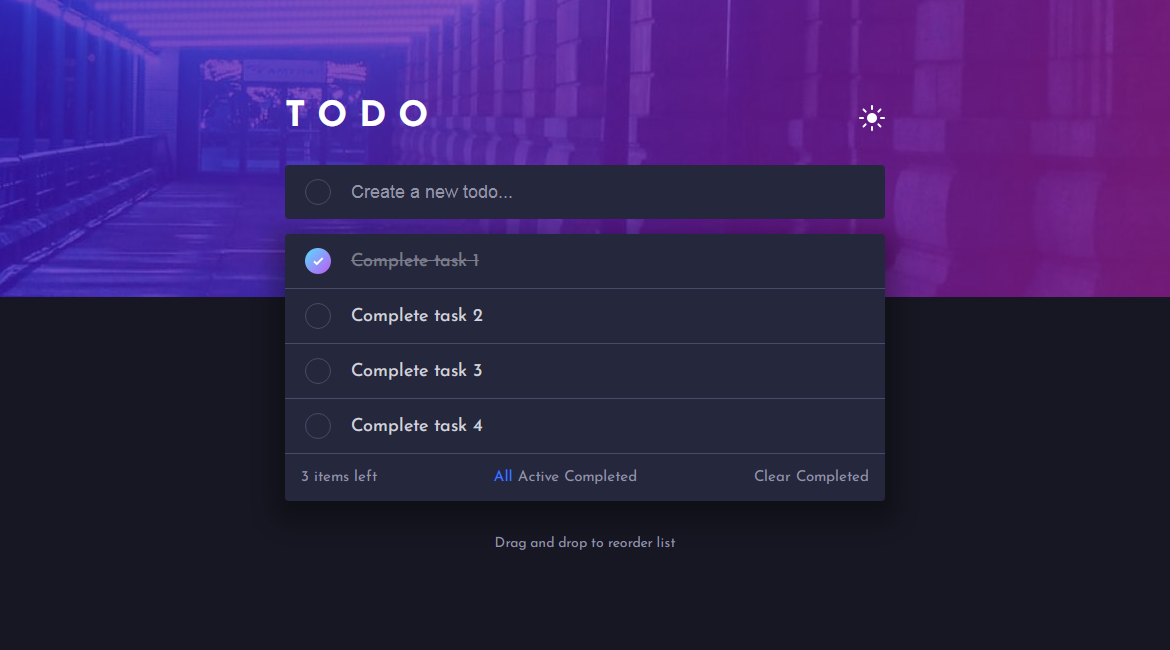 TODO
Create a new todo...
Complete task 1
Complete task 2
Complete task 3
Complete task 4
3 items left All Active Completed Clear Completed
Drag and drop to reorder list